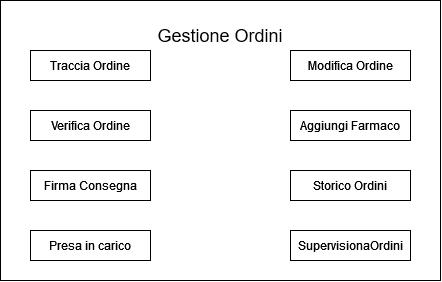 Gestione Ordini
Traccia Ordine
Modifica Ordine
Verifica Ordine
Aggiungi Farmaco
Firma Consegna
Storico Ordini
Presa in carico
SupervisionaOrdini